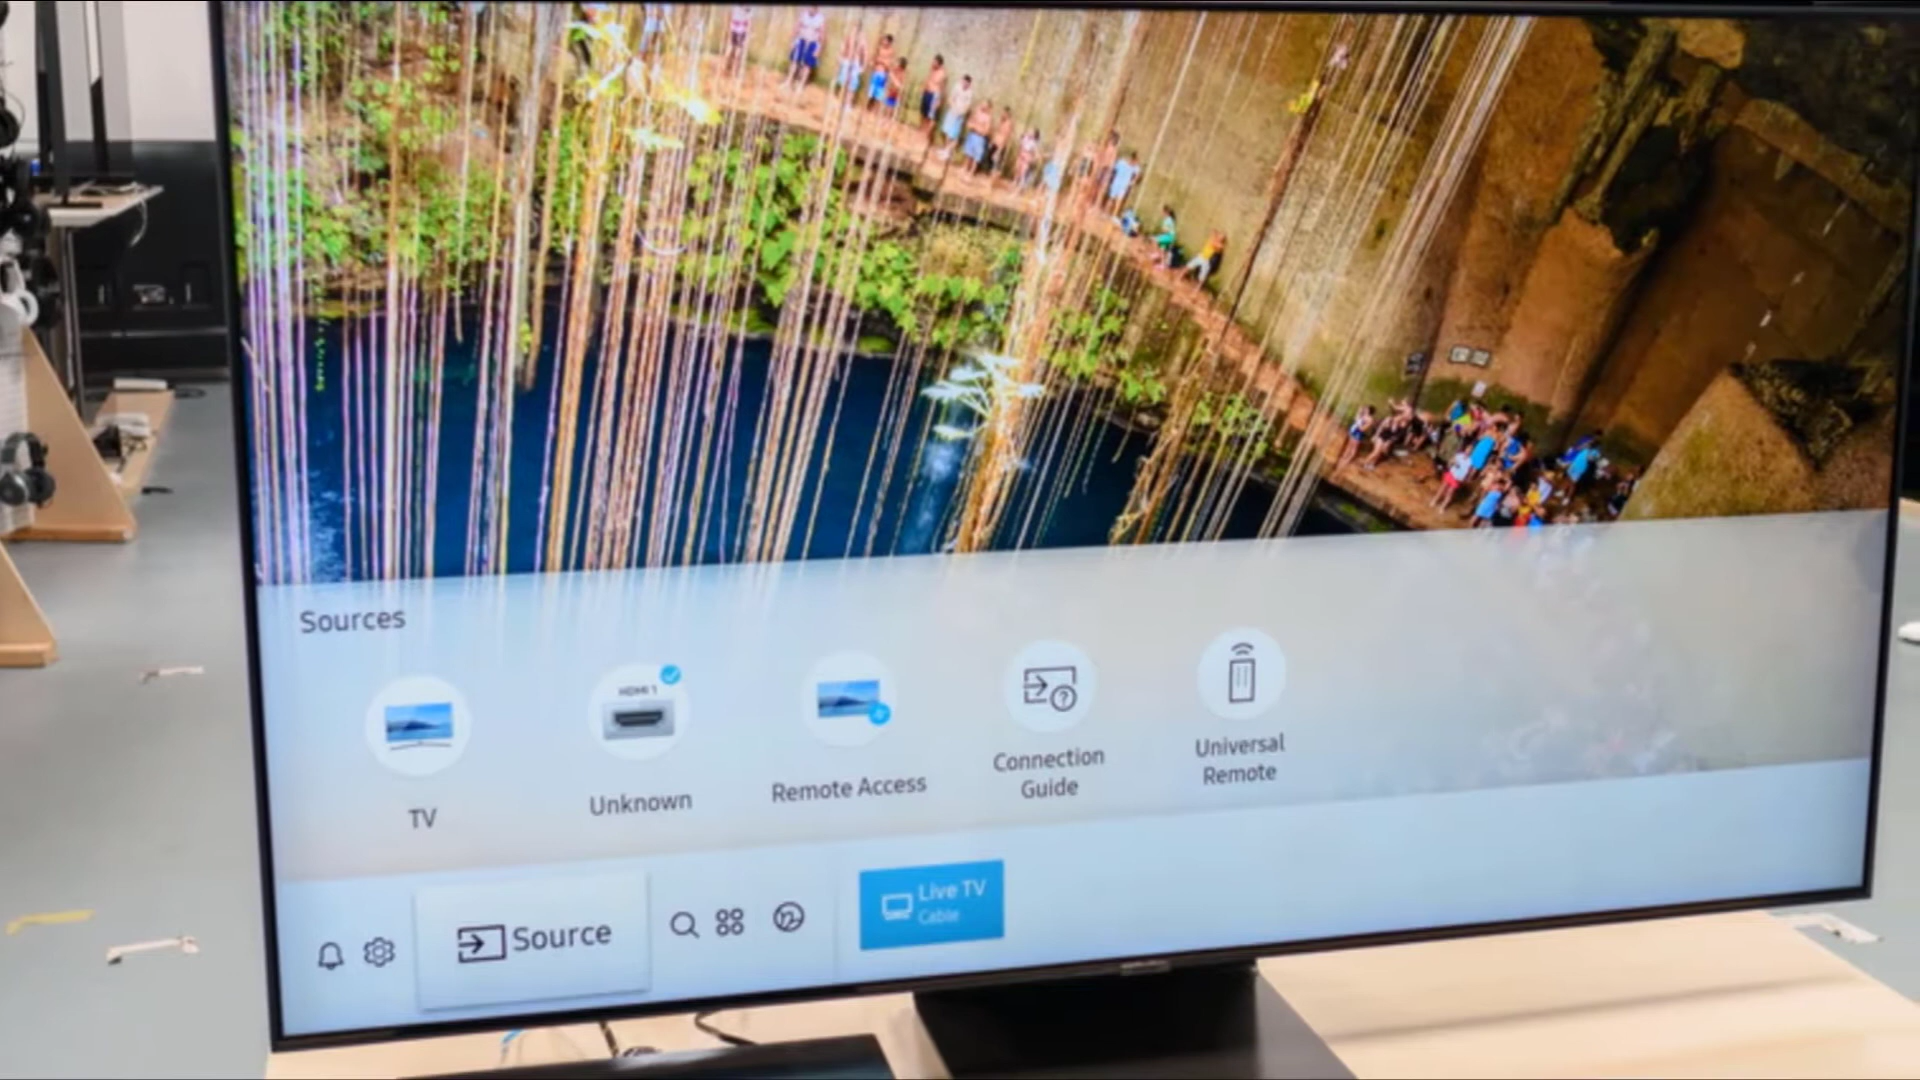 Sources
HDMI 1
TV
Unknown
Remote Access
Connection
Guide
Universal
Remote
Source
Live TV
Cable